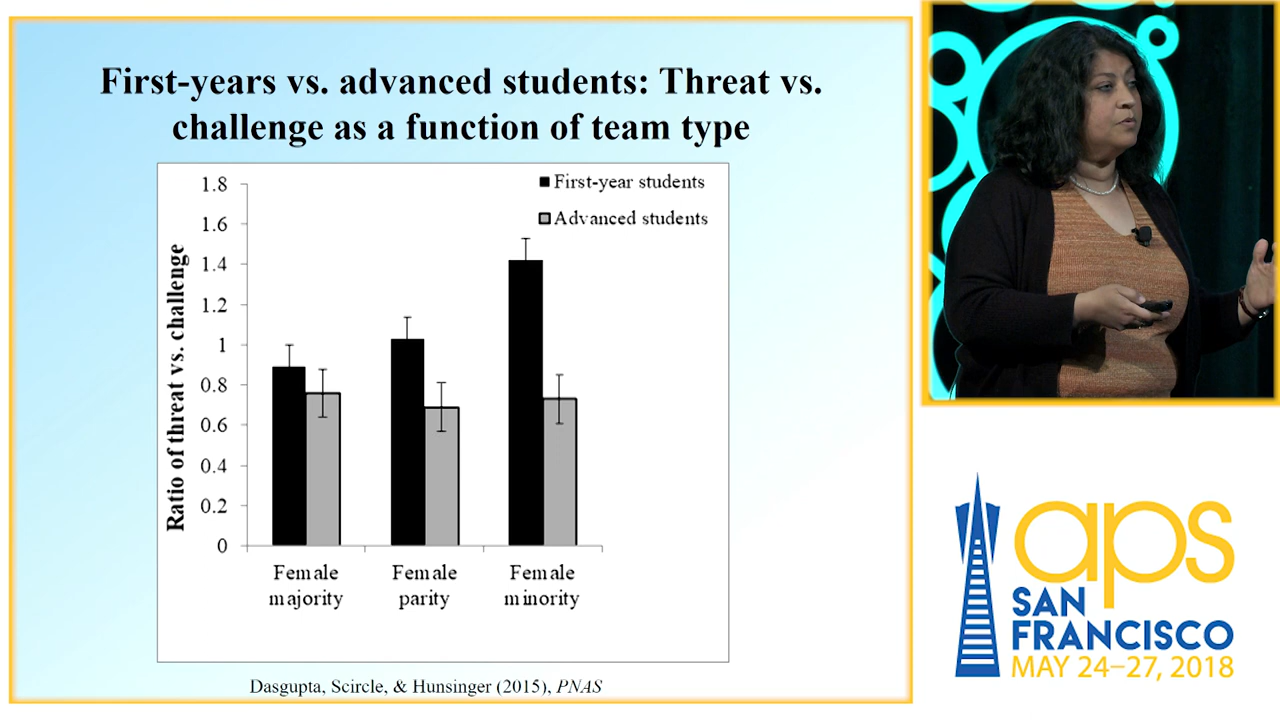 First-years vs. advanced students: Threat vs.
challenge as a function of team type
Ratio of threat vs. challenge
1.8
1.6
1.4
1.2
1
0.8
0.6
0.4
0.2
0
First-year students
Advanced students
Female
majority
Female
parity
Female
minority
Dasgupta, Scircle, & Hunsinger (2015), PNAS
aps
SAN
FRANCISCO
MAY 24–27, 2018